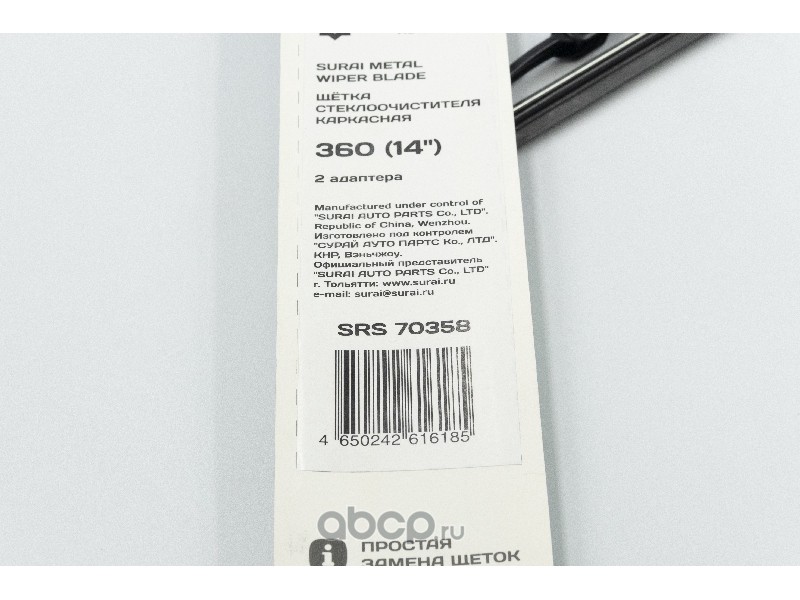 SURAI METAL
WIPER BLADE
ЩЁТКА
СТЕКЛООЧИСТИТЕЛЯ
КАРКАСНАЯ
360 (14")
2 адаптера
Manufactured under control of
"SURAI AUTO PARTS Co., LTD".
Republic of China, Wenzhou.
Изготовлено под контролем
"СУРАЙ АУТО ПАРТС Ко., ЛТД".
КНР, Вэньчжоу.
Официальный представитель
"SURAI AUTO PARTS Co., LTD"
г. Тольятти: www.surai.ru
e-mail: surai@surai.ru
SRS 70358
4 650242 616185
abcp.ru
i ПРОСТАЯ
ЗАМЕНА ЩЕТОК